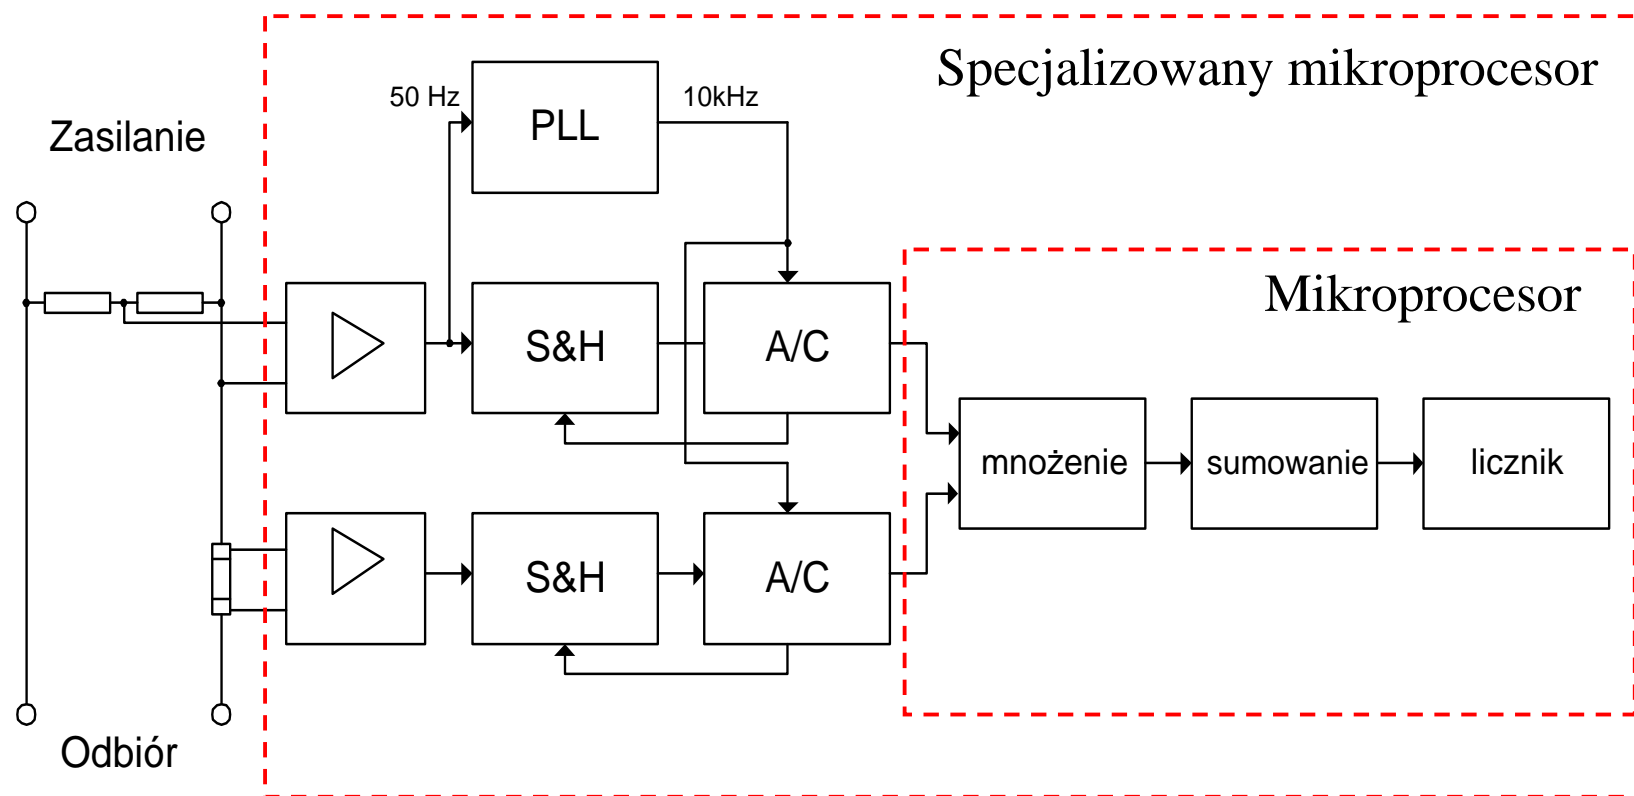 Specjalizowany mikroprocesor
50 Hz
PLL
10kHz
Zasilanie
Mikroprocesor
S&H
A/C
mnożenie
sumowanie
licznik
S&H
A/C
Odbiór